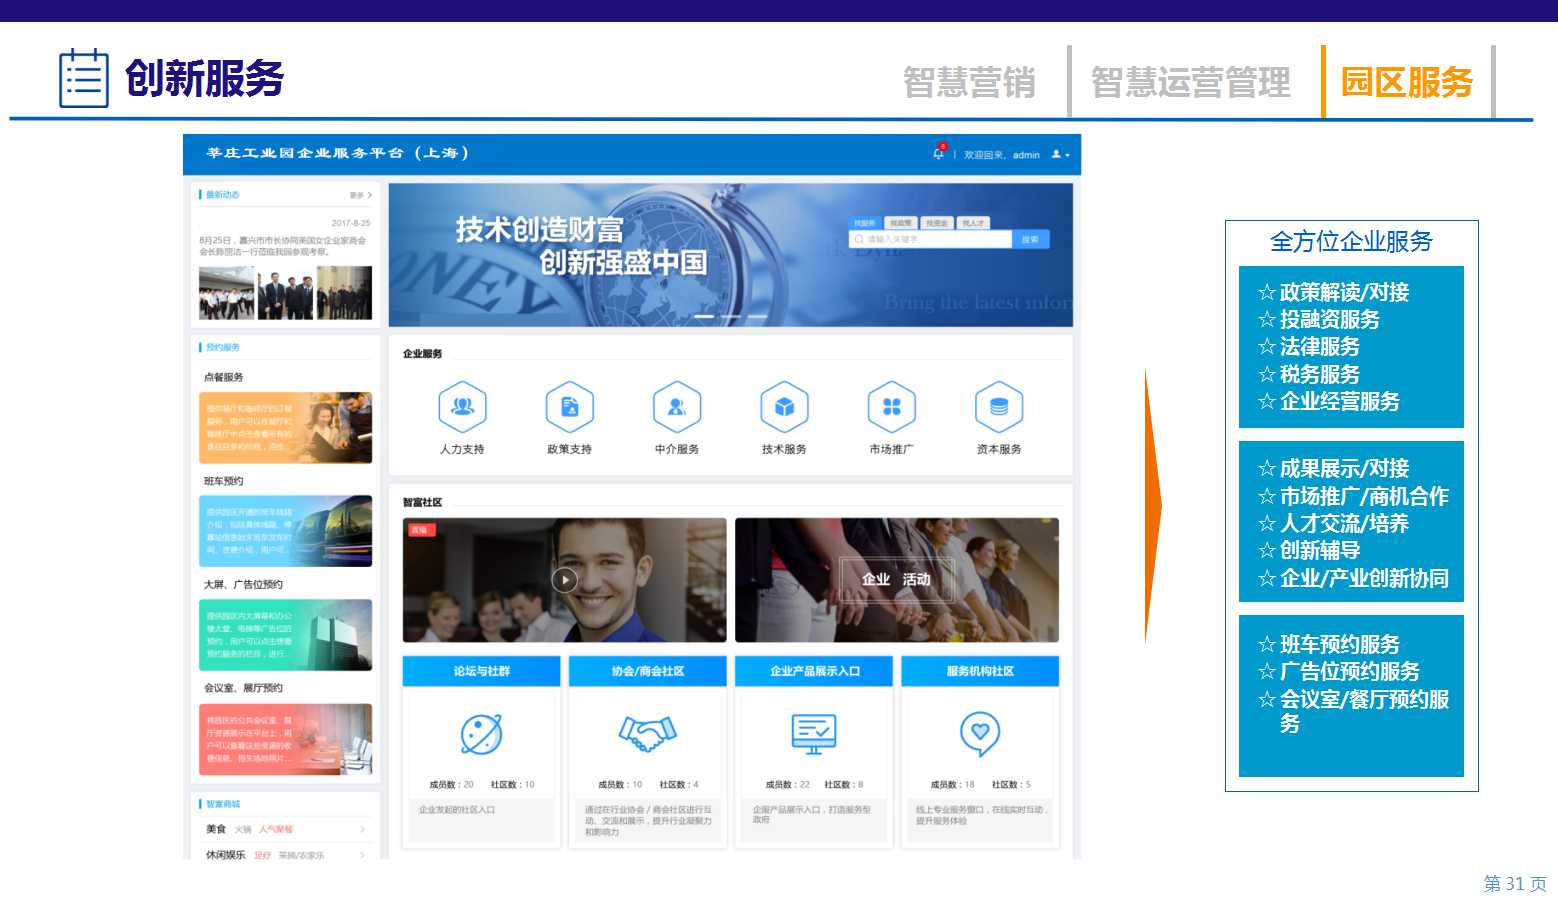 创新服务
智慧营销
智慧运营管理
园区服务
莘庄工业园企业服务平台（上海）
8
欢迎回来，admin
最新动态
更多
2017-8-25
8月25日，嘉兴市市长协同美国女企业家商会
会长陈丽洁一行莅临我园参观考察。
技术创造财富
创新强盛中国
找服务 找政策 找资金 找人才
请输入关键字
搜索
Bring the latest infor
预约服务
点餐服务
班车预约
大屏、广告位预约
会议室、展厅预约
企业服务
人力支持
政策支持
中介服务
技术服务
市场推广
资本服务
智富社区
企业 活动
论坛与社群
协会/商会社区
企业产品展示入口
服务机构社区
成员数：20 社区数：10
成员数：10 社区数：4
成员数：22 社区数：8
成员数：18 社区数：5
企业发起的社区入口
通过在行业协会 / 商会社区进行互
动、交流和展示，提升行业凝聚力
和影响力
企服产品展示入口，打造服务型
政府
线上专业服务窗口，在线实时互动，
提升服务体验
智富商城
美食 火锅 人气聚餐
休闲娱乐 足疗 采摘/农家乐
全方位企业服务
☆政策解读/对接
☆投融资服务
☆法律服务
☆税务服务
☆企业经营服务
☆成果展示/对接
☆市场推广/商机合作
☆人才交流/培养
☆创新辅导
☆企业/产业创新协同
☆班车预约服务
☆广告位预约服务
☆会议室/餐厅预约服
务
第 31 页